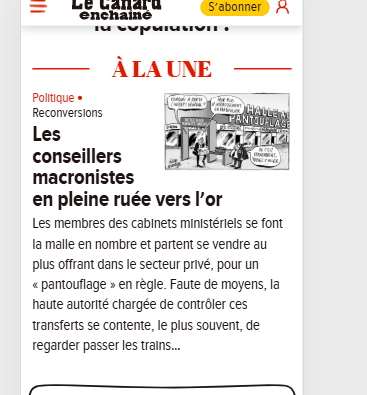 Le Canard
enchaîné
S'abonner
la copulation !
À LA UNE
Politique •
Reconversions
HALLE AU
PANTOUFLAGE
Les
conseillers
macronistes
en pleine ruée vers l'or
Les membres des cabinets ministériels se font
la malle en nombre et partent se vendre au
plus offrant dans le secteur privé, pour un
« pantouflage » en règle. Faute de moyens, la
haute autorité chargée de contrôler ces
transferts se contente, le plus souvent, de
regarder passer les trains...